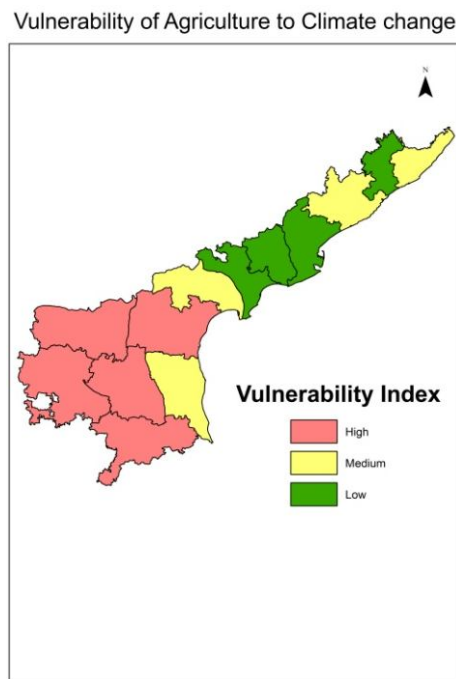 Vulnerability of Agriculture to Climate change
N
Vulnerability Index
High
Medium
Low